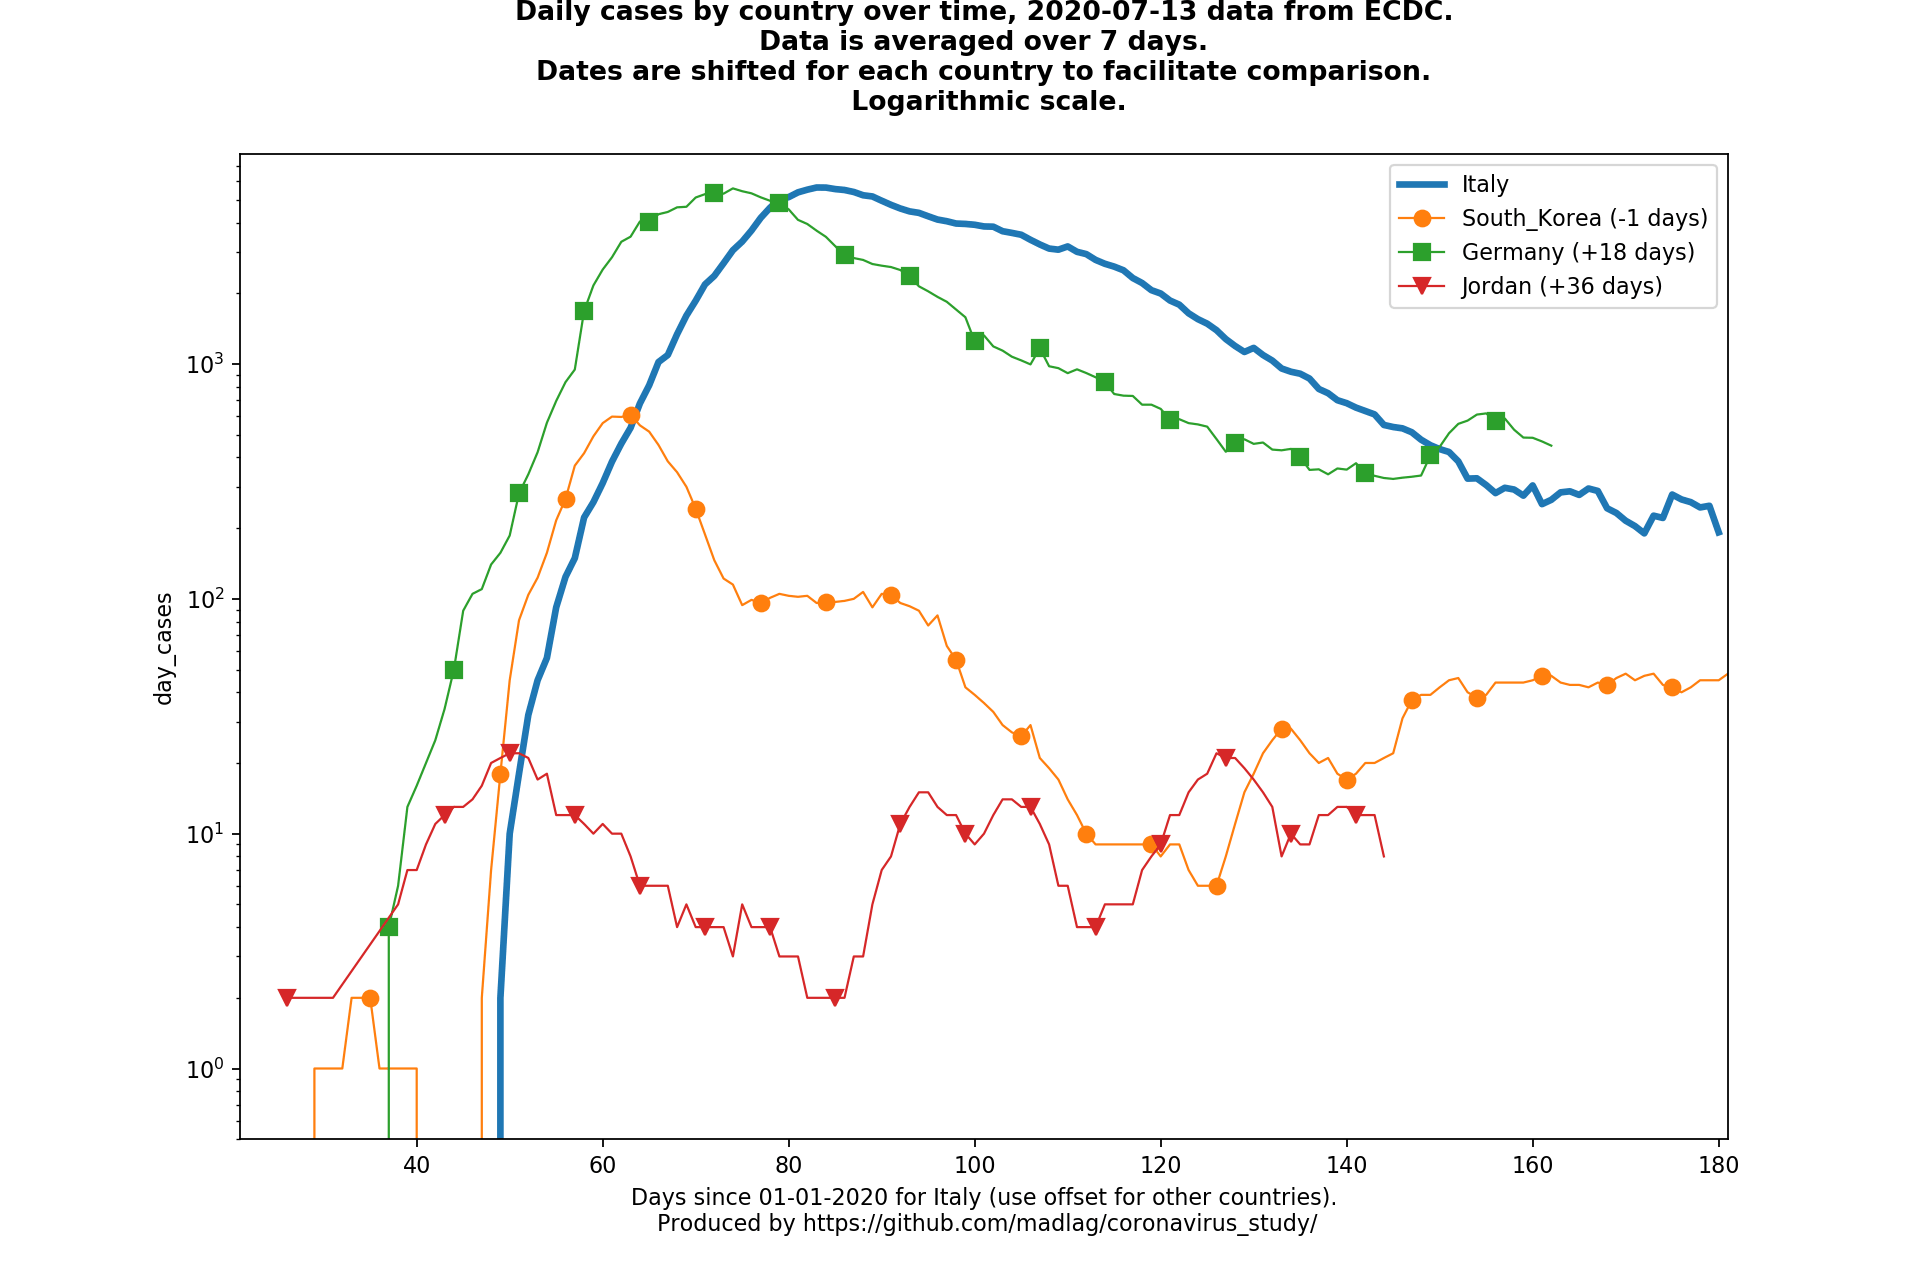 Daily cases by country over time, 2020-07-13 data from ECDC.
Data is averaged over 7 days.
Dates are shifted for each country to facilitate comparison.
Logarithmic scale.
Italy
South_Korea (-1 days)
Germany (+18 days)
Jordan (+36 days)
day_cases
10³
10²
10¹
10⁰
40 60 80 100 120 140 160 180
Days since 01-01-2020 for Italy (use offset for other countries).
Produced by https://github.com/madlag/coronavirus_study/